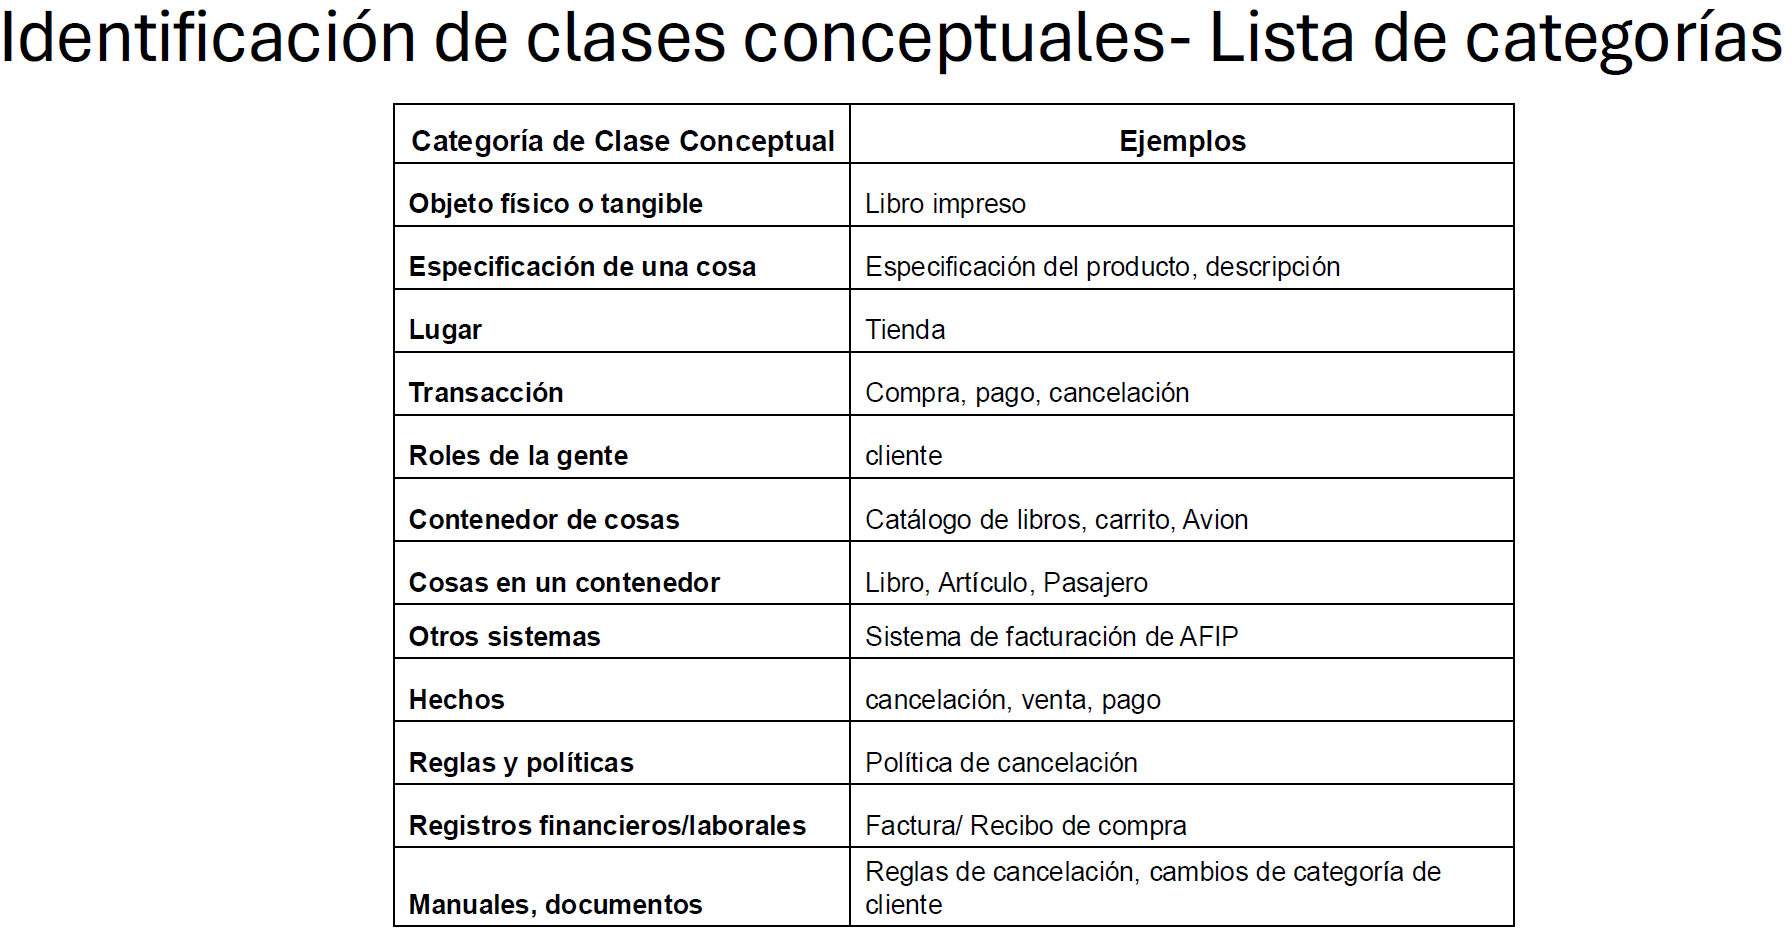 Identificación de clases conceptuales- Lista de categorías
Categoría de Clase Conceptual Ejemplos
Objeto físico o tangible Libro impreso
Especificación de una cosa Especificación del producto, descripción
Lugar Tienda
Transacción Compra, pago, cancelación
Roles de la gente cliente
Contenedor de cosas Catálogo de libros, carrito, Avion
Cosas en un contenedor Libro, Artículo, Pasajero
Otros sistemas Sistema de facturación de AFIP
Hechos cancelación, venta, pago
Reglas y políticas Política de cancelación
Registros financieros/laborales Factura/ Recibo de compra
Manuales, documentos Reglas de cancelación, cambios de categoría de
cliente